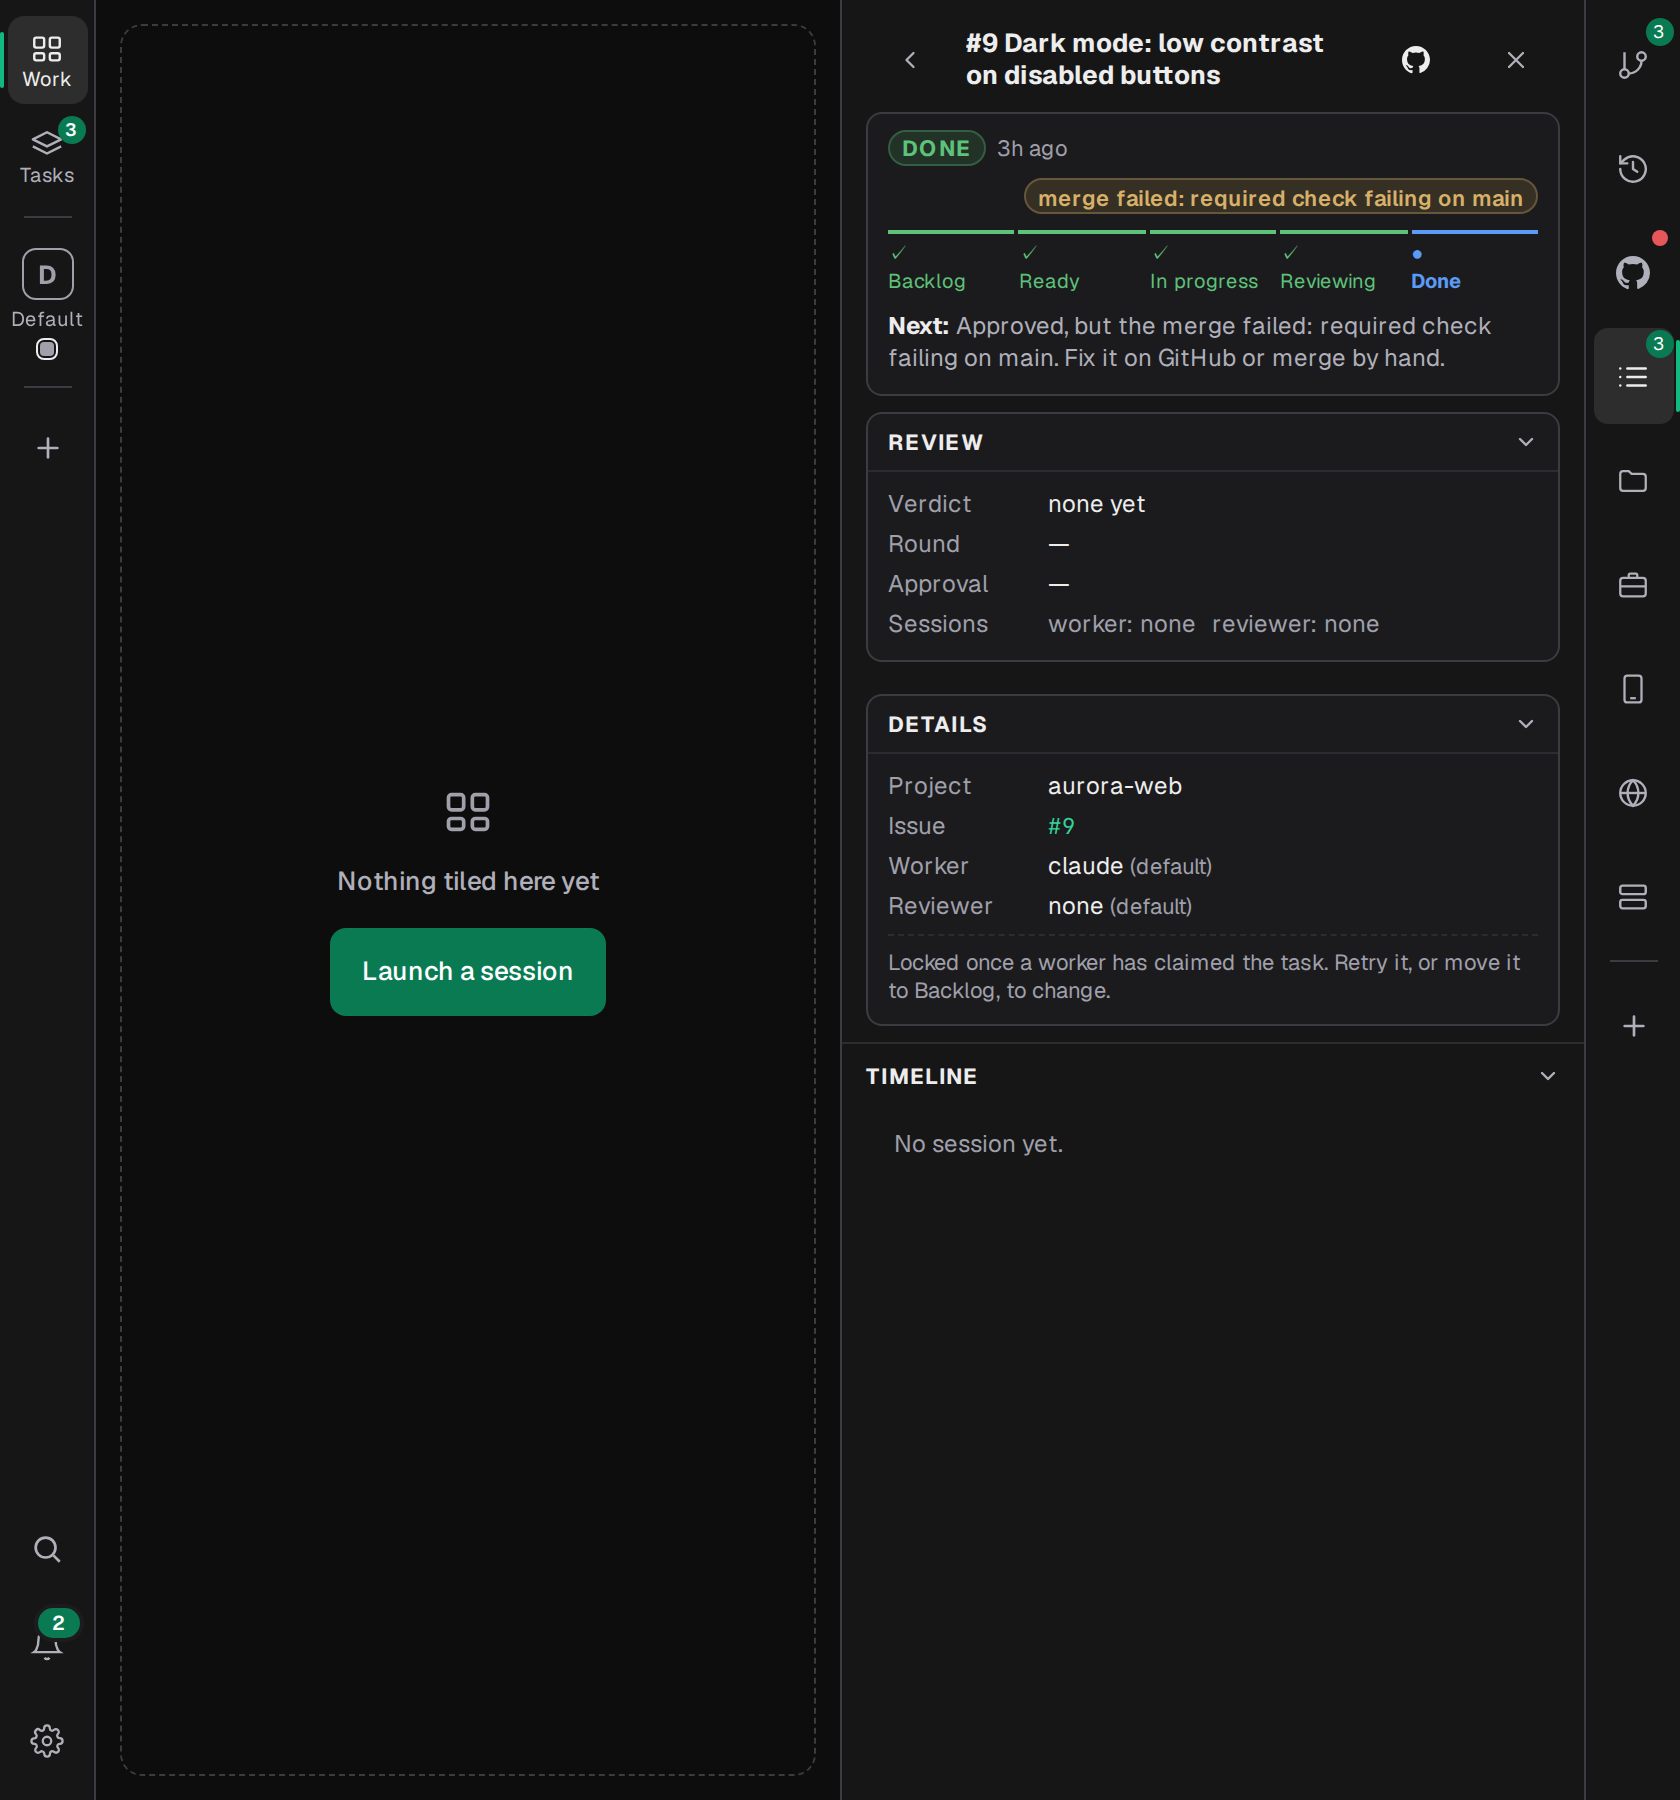 Work
3
Tasks
D
Default
2
Nothing tiled here yet
Launch a session
#9 Dark mode: low contrast
on disabled buttons
DONE 3h ago
merge failed: required check failing on main
✓ ✓ ✓ ✓ ●
Backlog Ready In progress Reviewing Done
Next: Approved, but the merge failed: required check
failing on main. Fix it on GitHub or merge by hand.
REVIEW
Verdict none yet
Round —
Approval —
Sessions worker: none reviewer: none
DETAILS
Project aurora-web
Issue #9
Worker claude (default)
Reviewer none (default)
Locked once a worker has claimed the task. Retry it, or move it
to Backlog, to change.
TIMELINE
No session yet.
3
3